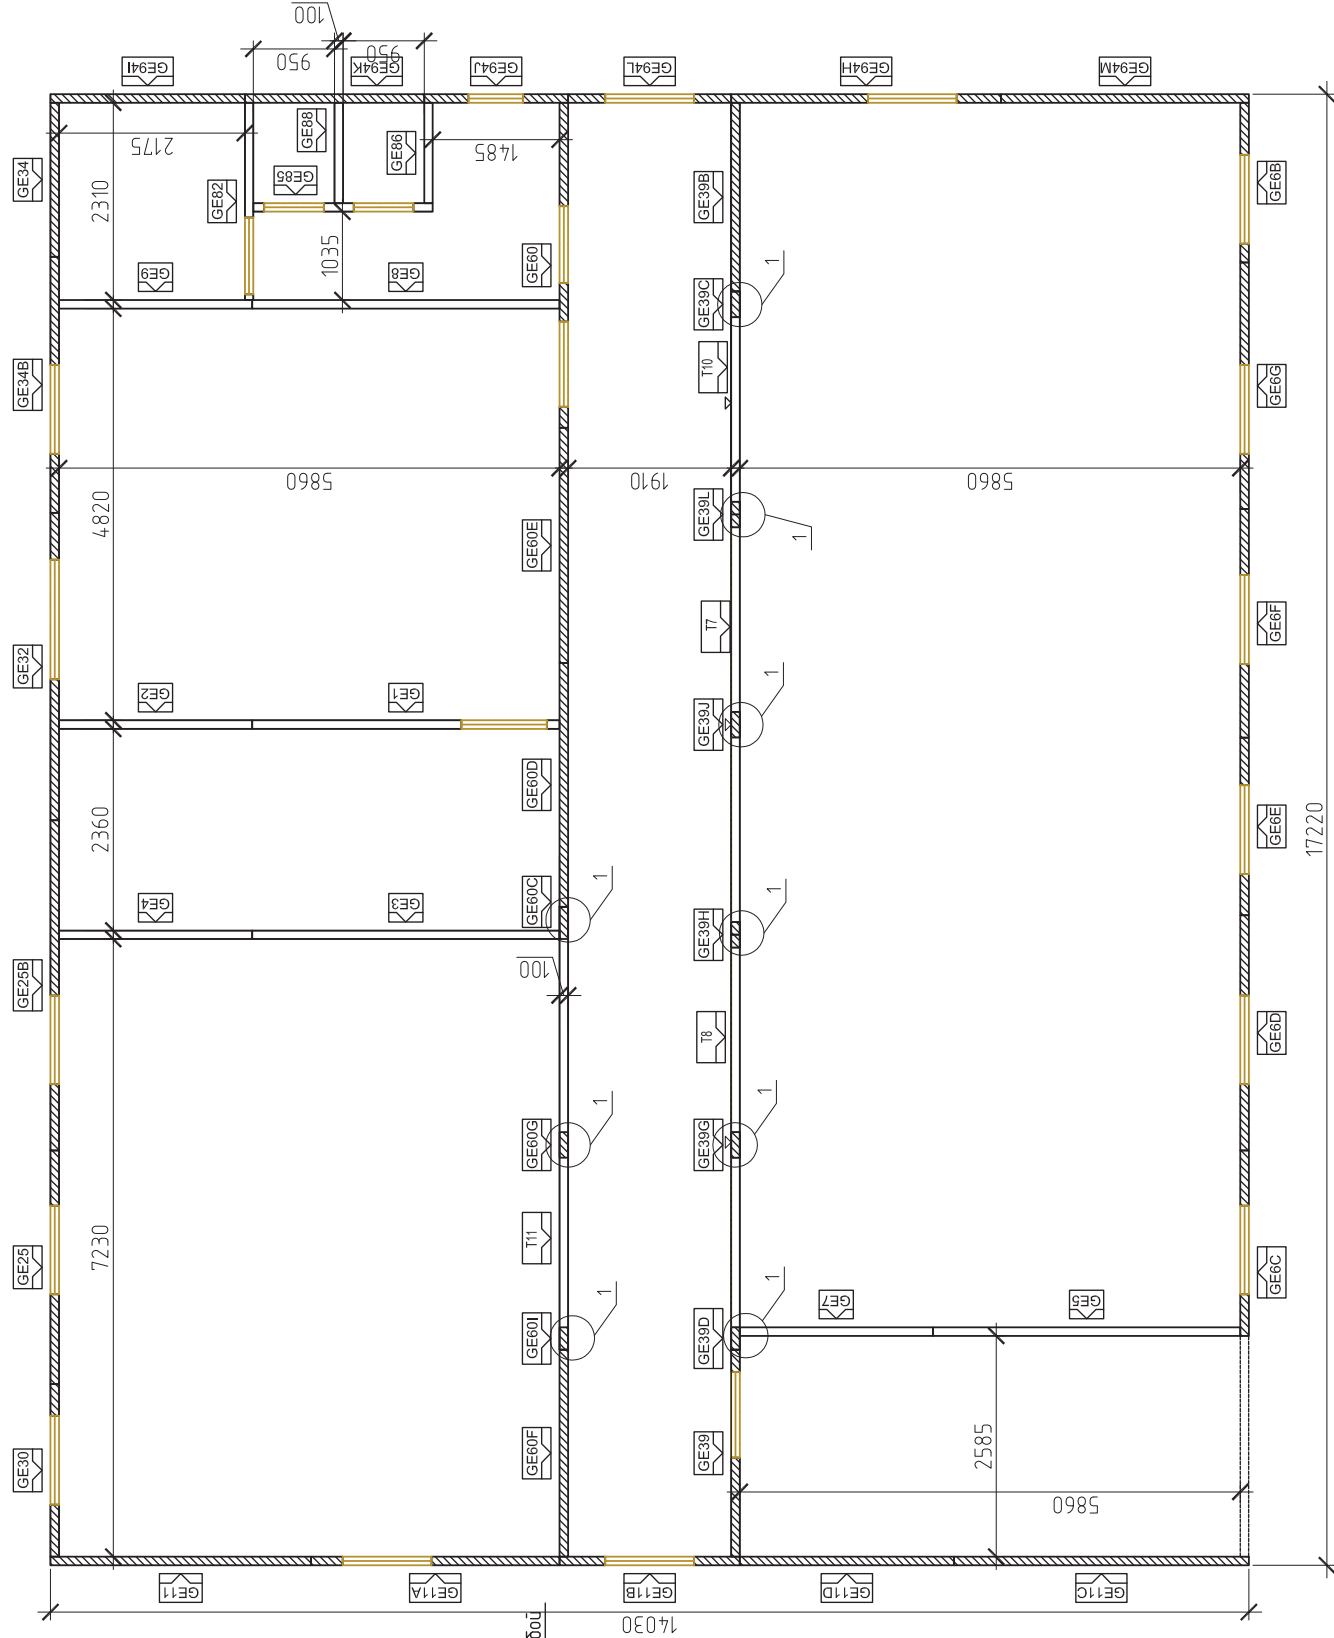 100
950
950
GE94I
GE94K
GE94J
GE94L
GE94H
GE94M
GE34
2175
2310
GE82
GE88
GE85
GE86
1485
1035
GE9
GE8
GE60
GE39B
GE39C
1
GE6B
GE34B
T10
GE6G
5860
1910
5860
4820
GE60E
GE39L
1
GE32
T7
GE6F
GE2
GE1
GE39J
1
2360
GE60D
GE6E
17220
GE4
GE3
GE60C
1
GE39H
1
GE25B
100
T8
GE6D
GE60G
1
GE39G
1
7230
GE25
T11
GE6C
GE60I
1
GE39D
1
GE7
GE5
GE30
GE60F
GE39
2585
5860
GE11
GE11A
GE11B
GE11D
GE11C
14030
бой